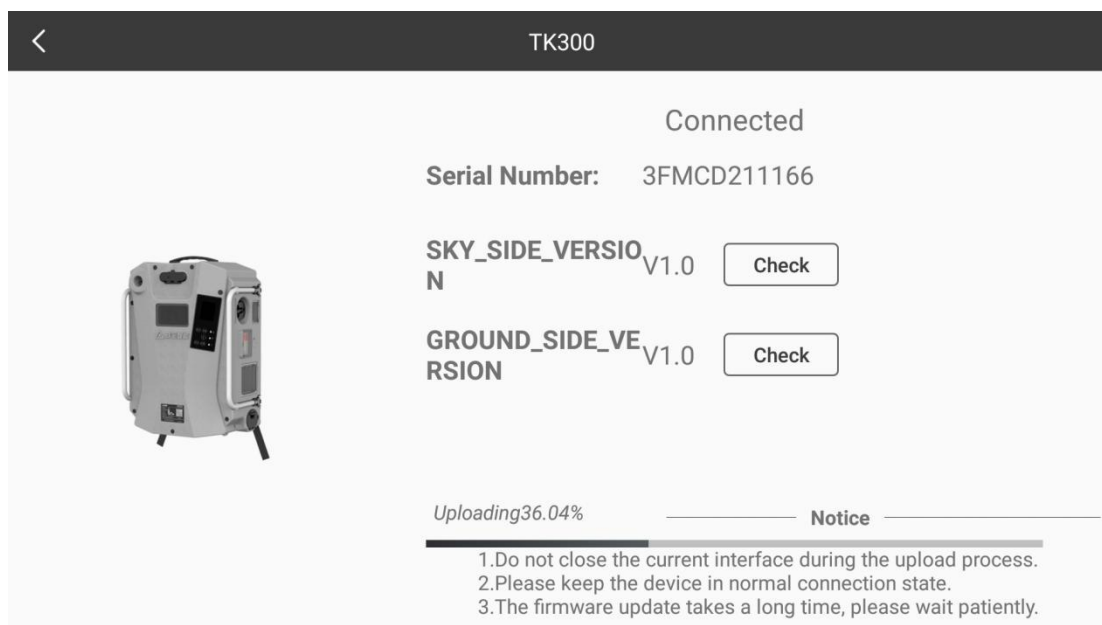 TK300
Connected
Serial Number: 3FMCD211166
SKY_SIDE_VERSIO
N
V1.0
Check
GROUND_SIDE_VE
RSION
V1.0
Check
Uploading36.04%
Notice
1.Do not close the current interface during the upload process.
2.Please keep the device in normal connection state.
3.The firmware update takes a long time, please wait patiently.